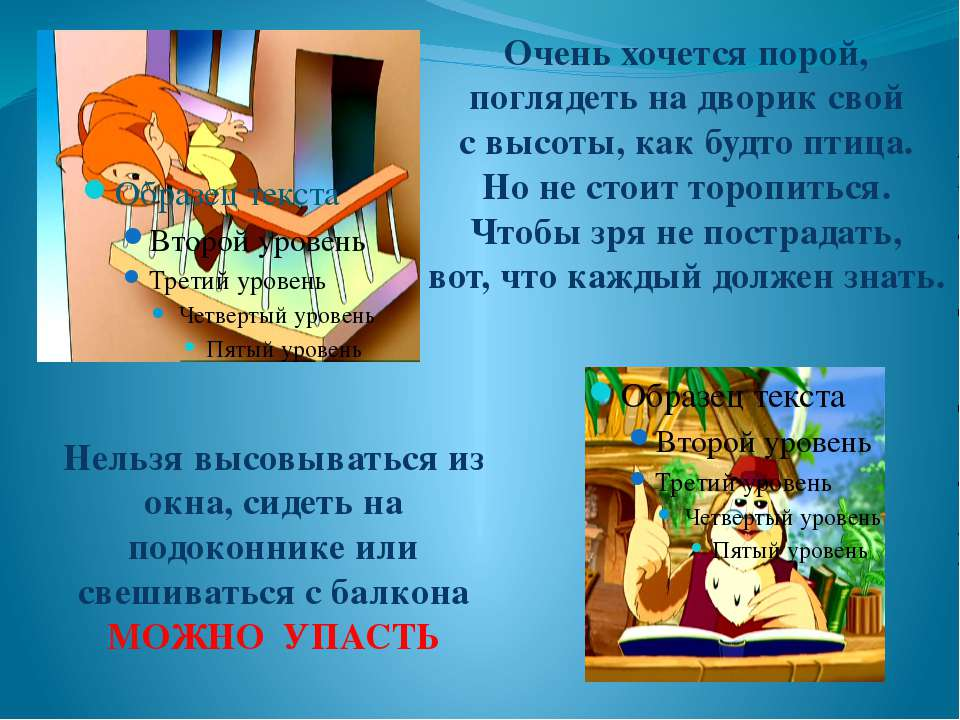 Очень хочется порой,
поглядеть на дворик свой
с высоты, как будто птица.
Но не стоит торопиться.
Чтобы зря не пострадать,
вот, что каждый должен знать.
Образец текста
Второй уровень
Третий уровень
Четвертый уровень
Пятый уровень
Нельзя высовываться из
окна, сидеть на
подоконнике или
свешиваться с балкона
МОЖНО УПАСТЬ
Образец текста
Второй уровень
Третий уровень
Четвертый уровень
Пятый уровень